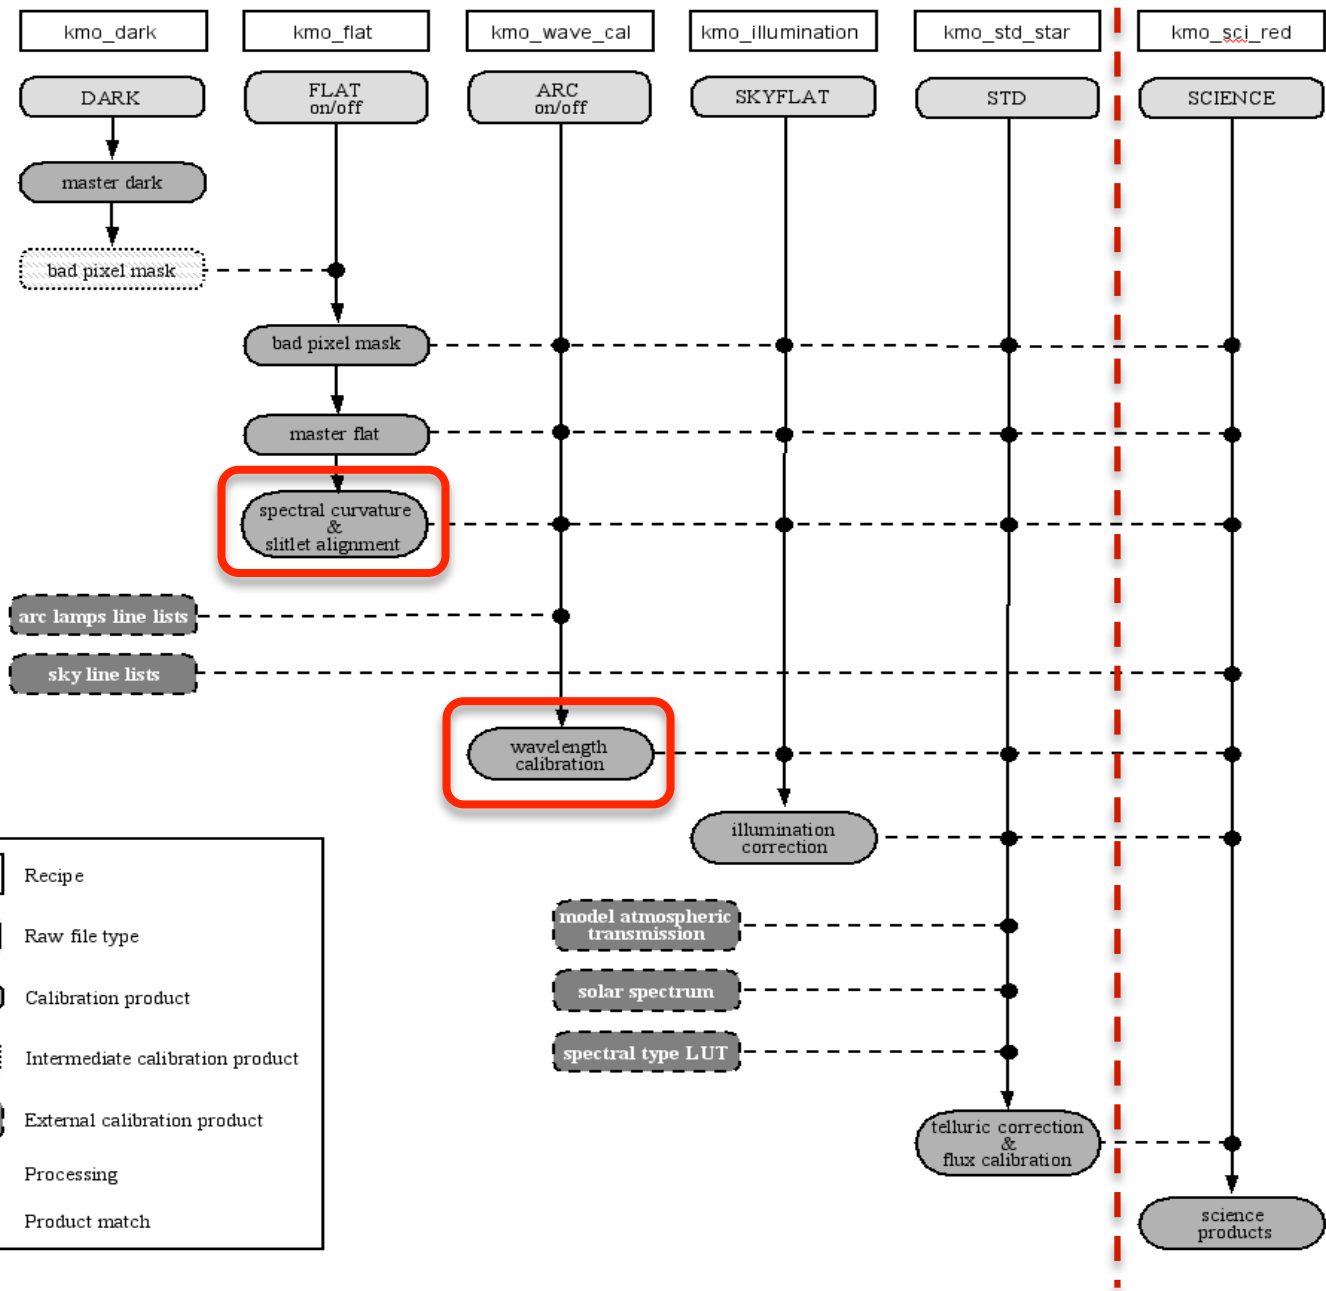 kmo_dark
kmo_flat
kmo_wave_cal
kmo_illumination
kmo_std_star
kmo_sci_red
DARK
FLAT
on/off
ARC
on/off
SKYFLAT
STD
SCIENCE
master dark
bad pixel mask
bad pixel mask
master flat
spectral curvature
&
slitlet alignment
arc lamps line lists
sky line lists
wavelength
calibration
illumination
correction
model atmospheric
transmission
solar spectrum
spectral type LUT
telluric correction
&
flux calibration
science
products
Recipe
Raw file type
Calibration product
Intermediate calibration product
External calibration product
Processing
Product match